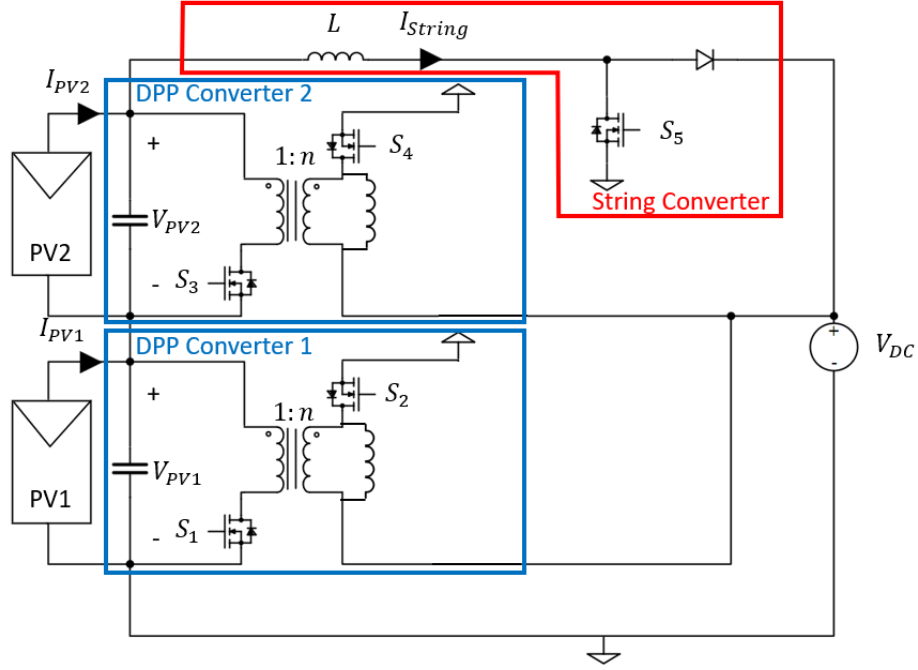 L
I_String
I_PV2
DPP Converter 2
+
S_4
1:n
V_PV2
PV2
-
S_3
S_5
String Converter
I_PV1
DPP Converter 1
+
-
V_DC
+
S_2
1:n
V_PV1
PV1
-
S_1